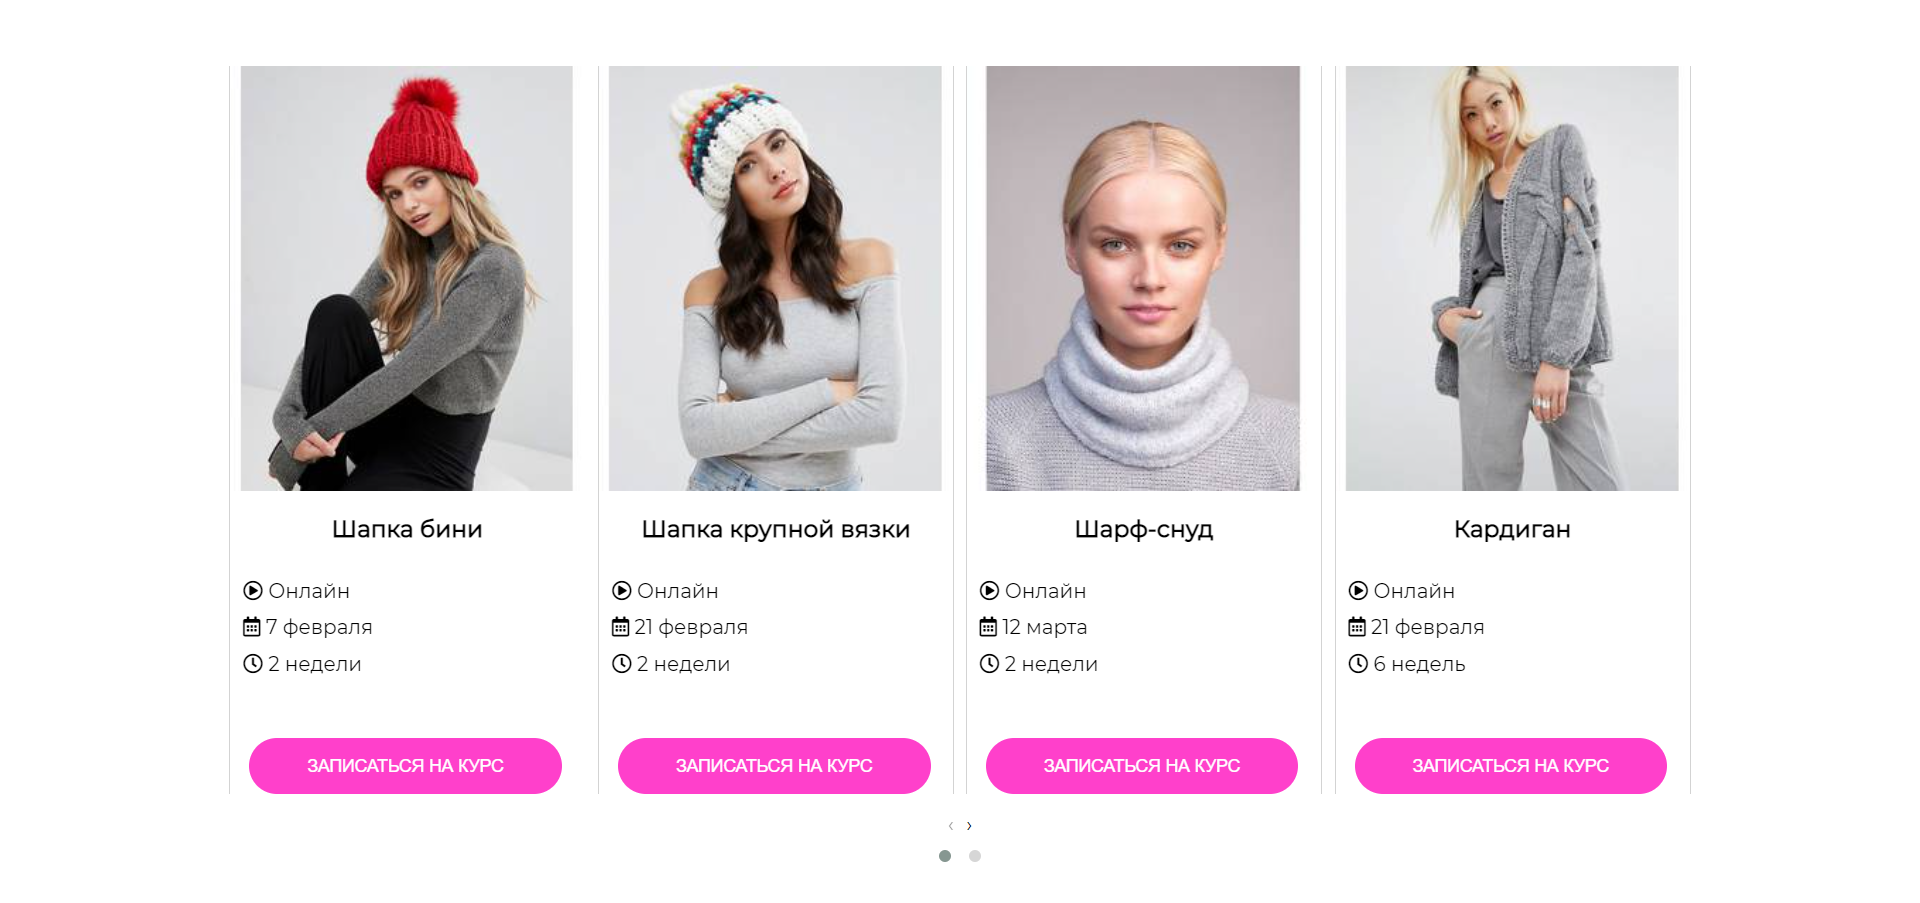 Шапка бини
Онлайн
7 февраля
2 недели
ЗАПИСАТЬСЯ НА КУРС
Шапка крупной вязки
Онлайн
21 февраля
2 недели
ЗАПИСАТЬСЯ НА КУРС
Шарф-снуд
Онлайн
12 марта
2 недели
ЗАПИСАТЬСЯ НА КУРС
Кардиган
Онлайн
21 февраля
6 недель
ЗАПИСАТЬСЯ НА КУРС
‹ ›